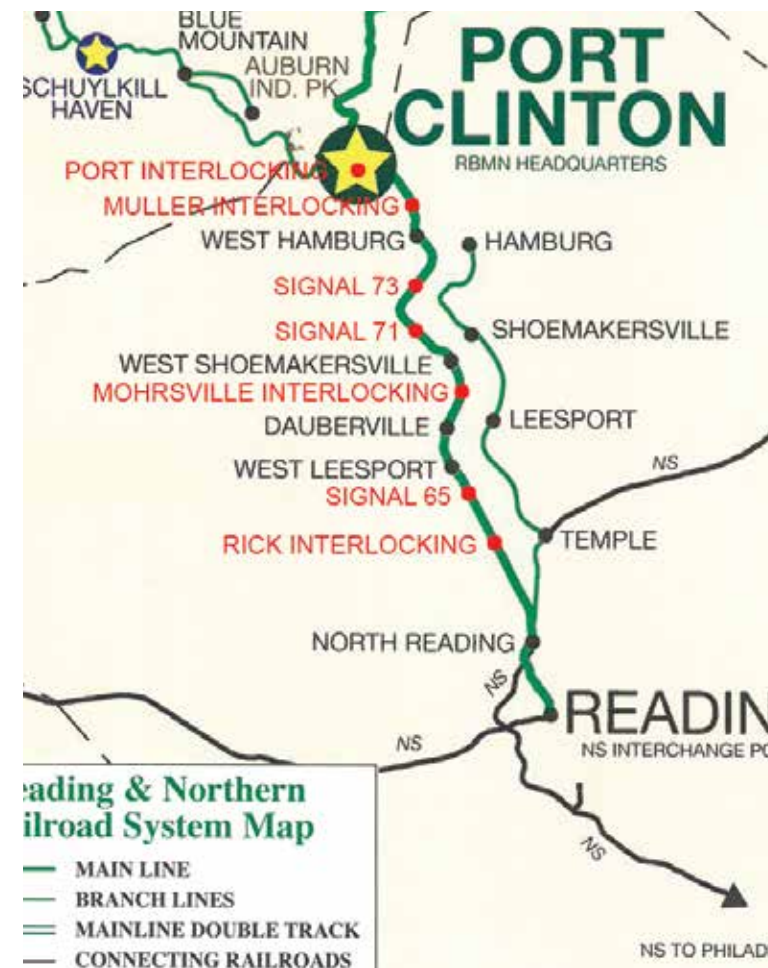 BLUE
MOUNTAIN
AUBURN
IND. PK.
SCHUYLKILL
HAVEN
PORT
CLINTON
RBMN HEADQUARTERS
PORT INTERLOCKING
MULLER INTERLOCKING
WEST HAMBURG
HAMBURG
SIGNAL 73
SIGNAL 71
SHOEMAKERSVILLE
WEST SHOEMAKERSVILLE
MOHRSVILLE INTERLOCKING
DAUBERVILLE
LEESPORT
WEST LEESPORT
NS
SIGNAL 65
RICK INTERLOCKING
TEMPLE
NORTH READING
NS
READIN
NS INTERCHANGE PO
NS
eading & Northern
ilroad System Map
NS
MAIN LINE
BRANCH LINES
MAINLINE DOUBLE TRACK
CONNECTING RAILROADS
NS TO PHILAD